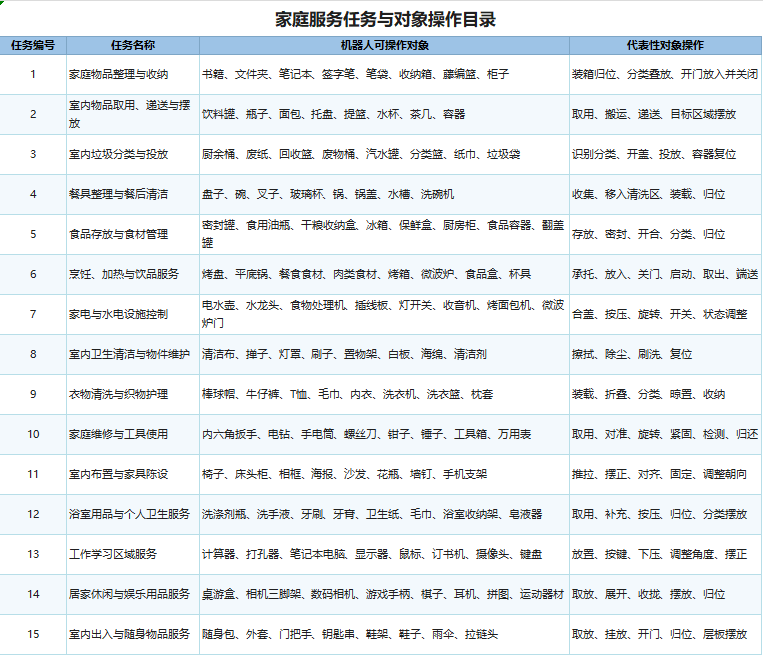 家庭服务任务与对象操作目录
任务编号 任务名称 机器人可操作对象 代表性对象操作
1 家庭物品整理与收纳 书籍、文件夹、笔记本、签字笔、笔袋、收纳箱、藤编篮、柜子 装箱归位、分类叠放、开门放入并关闭
2 室内物品取用、递送与摆放 饮料罐、瓶子、面包、托盘、提篮、水杯、茶几、容器 取用、搬运、递送、目标区域摆放
3 室内垃圾分类与投放 厨余桶、废纸、回收篮、废物桶、汽水罐、分类篮、纸巾、垃圾袋 识别分类、开盖、投放、容器复位
4 餐具整理与餐后清洁 盘子、碗、叉子、玻璃杯、锅、锅盖、水槽、洗碗机 收集、移入清洗区、装载、归位
5 食品存放与食材管理 密封罐、食用油瓶、干粮收纳盒、冰箱、保鲜盒、厨房柜、食品容器、翻盖罐 存放、密封、开合、分类、归位
6 烹饪、加热与饮品服务 烤盘、平底锅、餐食食材、肉类食材、烤箱、微波炉、食品盒、杯具 承托、放入、关门、启动、取出、端送
7 家电与水电设施控制 电水壶、水龙头、食物处理机、插线板、灯开关、收音机、烤面包机、微波炉门 合盖、按压、旋转、开关、状态调整
8 室内卫生清洁与物件维护 清洁布、掸子、灯罩、刷子、置物架、白板、海绵、清洁剂 擦拭、除尘、刷洗、复位
9 衣物清洗与织物护理 棒球帽、牛仔裤、T恤、毛巾、内衣、洗衣机、洗衣篮、枕套 装载、折叠、分类、晾置、收纳
10 家庭维修与工具使用 内六角扳手、电钻、手电筒、螺丝刀、钳子、锤子、工具箱、万用表 取用、对准、旋转、紧固、检测、归还
11 室内布置与家具陈设 椅子、床头柜、相框、海报、沙发、花瓶、墙钉、手机支架 推拉、摆正、对齐、固定、调整朝向
12 浴室用品与个人卫生服务 洗涤剂瓶、洗手液、牙刷、牙膏、卫生纸、毛巾、浴室收纳架、皂液器 取用、补充、按压、归位、分类摆放
13 工作学习区域服务 计算器、打孔器、笔记本电脑、显示器、鼠标、订书机、摄像头、键盘 放置、按键、下压、调整角度、摆正
14 居家休闲与娱乐用品服务 桌游盒、相机三脚架、数码相机、游戏手柄、棋子、耳机、拼图、运动器材 取放、展开、收拢、摆放、归位
15 室内出入与随身物品服务 随身包、外套、门把手、钥匙串、鞋架、鞋子、雨伞、拉链头 取放、挂放、开门、归位、层板摆放